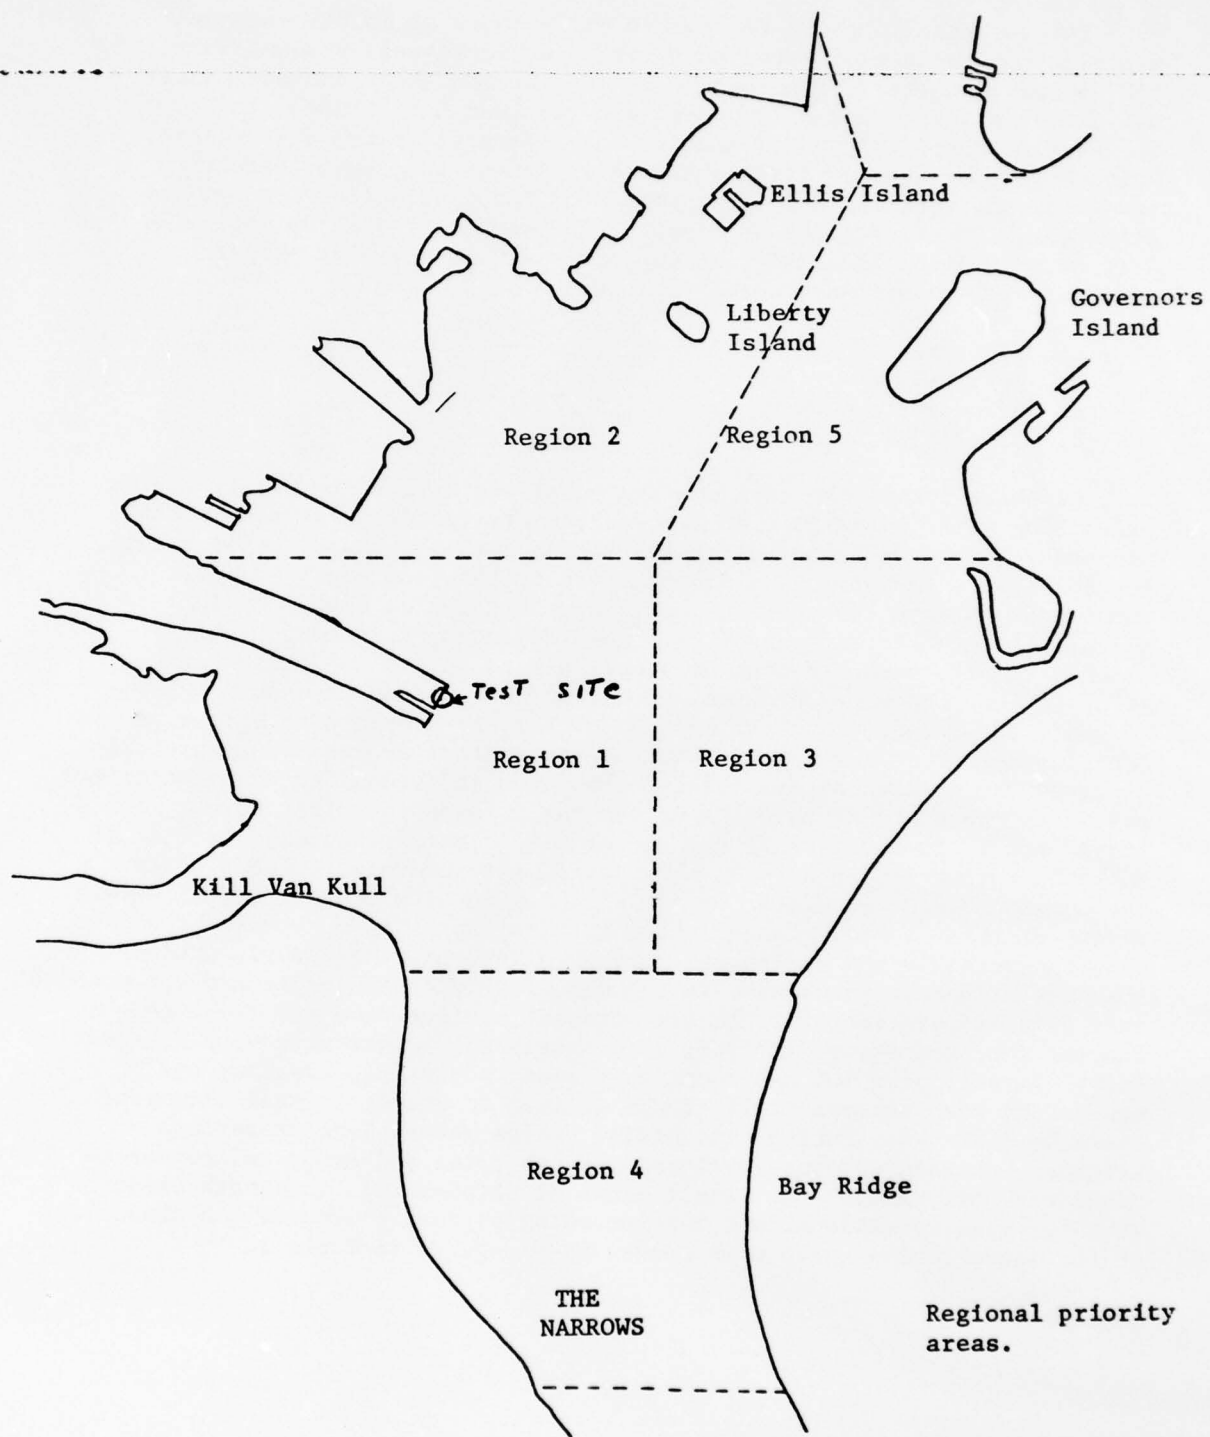 Ellis Island
Liberty
Island
Governors
Island
Region 2
Region 5
TesT SiTe
Region 1
Region 3
Kill Van Kull
Region 4
Bay Ridge
THE
NARROWS
Regional priority
areas.